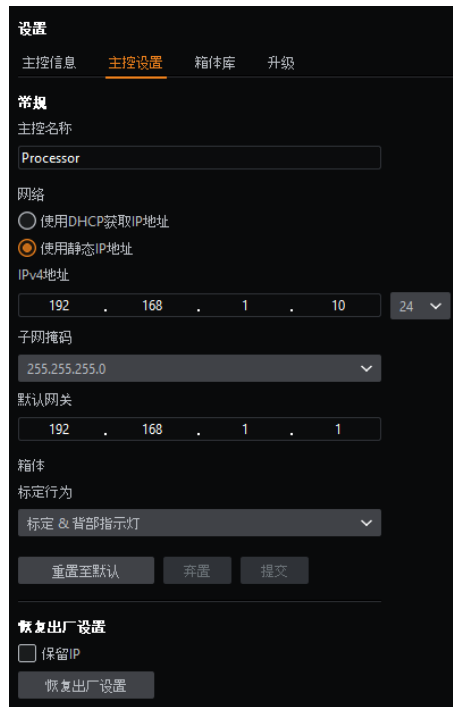 设置
主控信息 主控设置 箱体库 升级
常规
主控名称
Processor
网络
使用DHCP获取IP地址
使用静态IP地址
IPv4地址
192 . 168 . 1 . 10 24
子网掩码
255.255.255.0
默认网关
192 . 168 . 1 . 1
箱体
标定行为
标定 & 背部指示灯
重置至默认 弃置 提交
恢复出厂设置
保留IP
恢复出厂设置